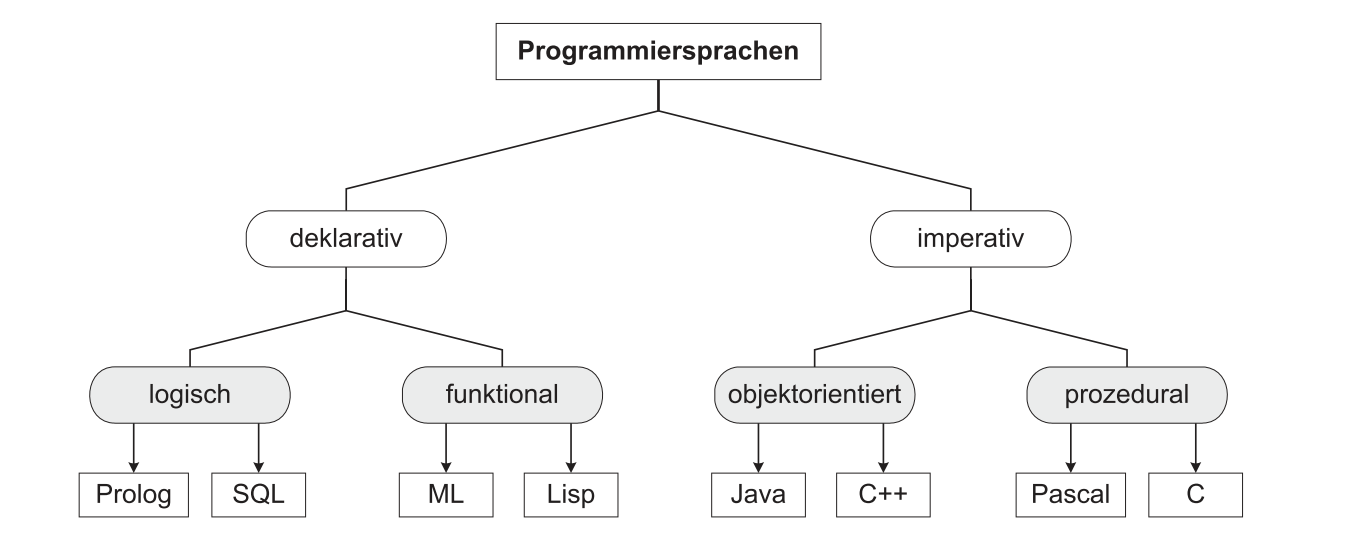 Programmiersprachen
deklarativ
imperativ
logisch
funktional
objektorientiert
prozedural
Prolog
SQL
ML
Lisp
Java
C++
Pascal
C